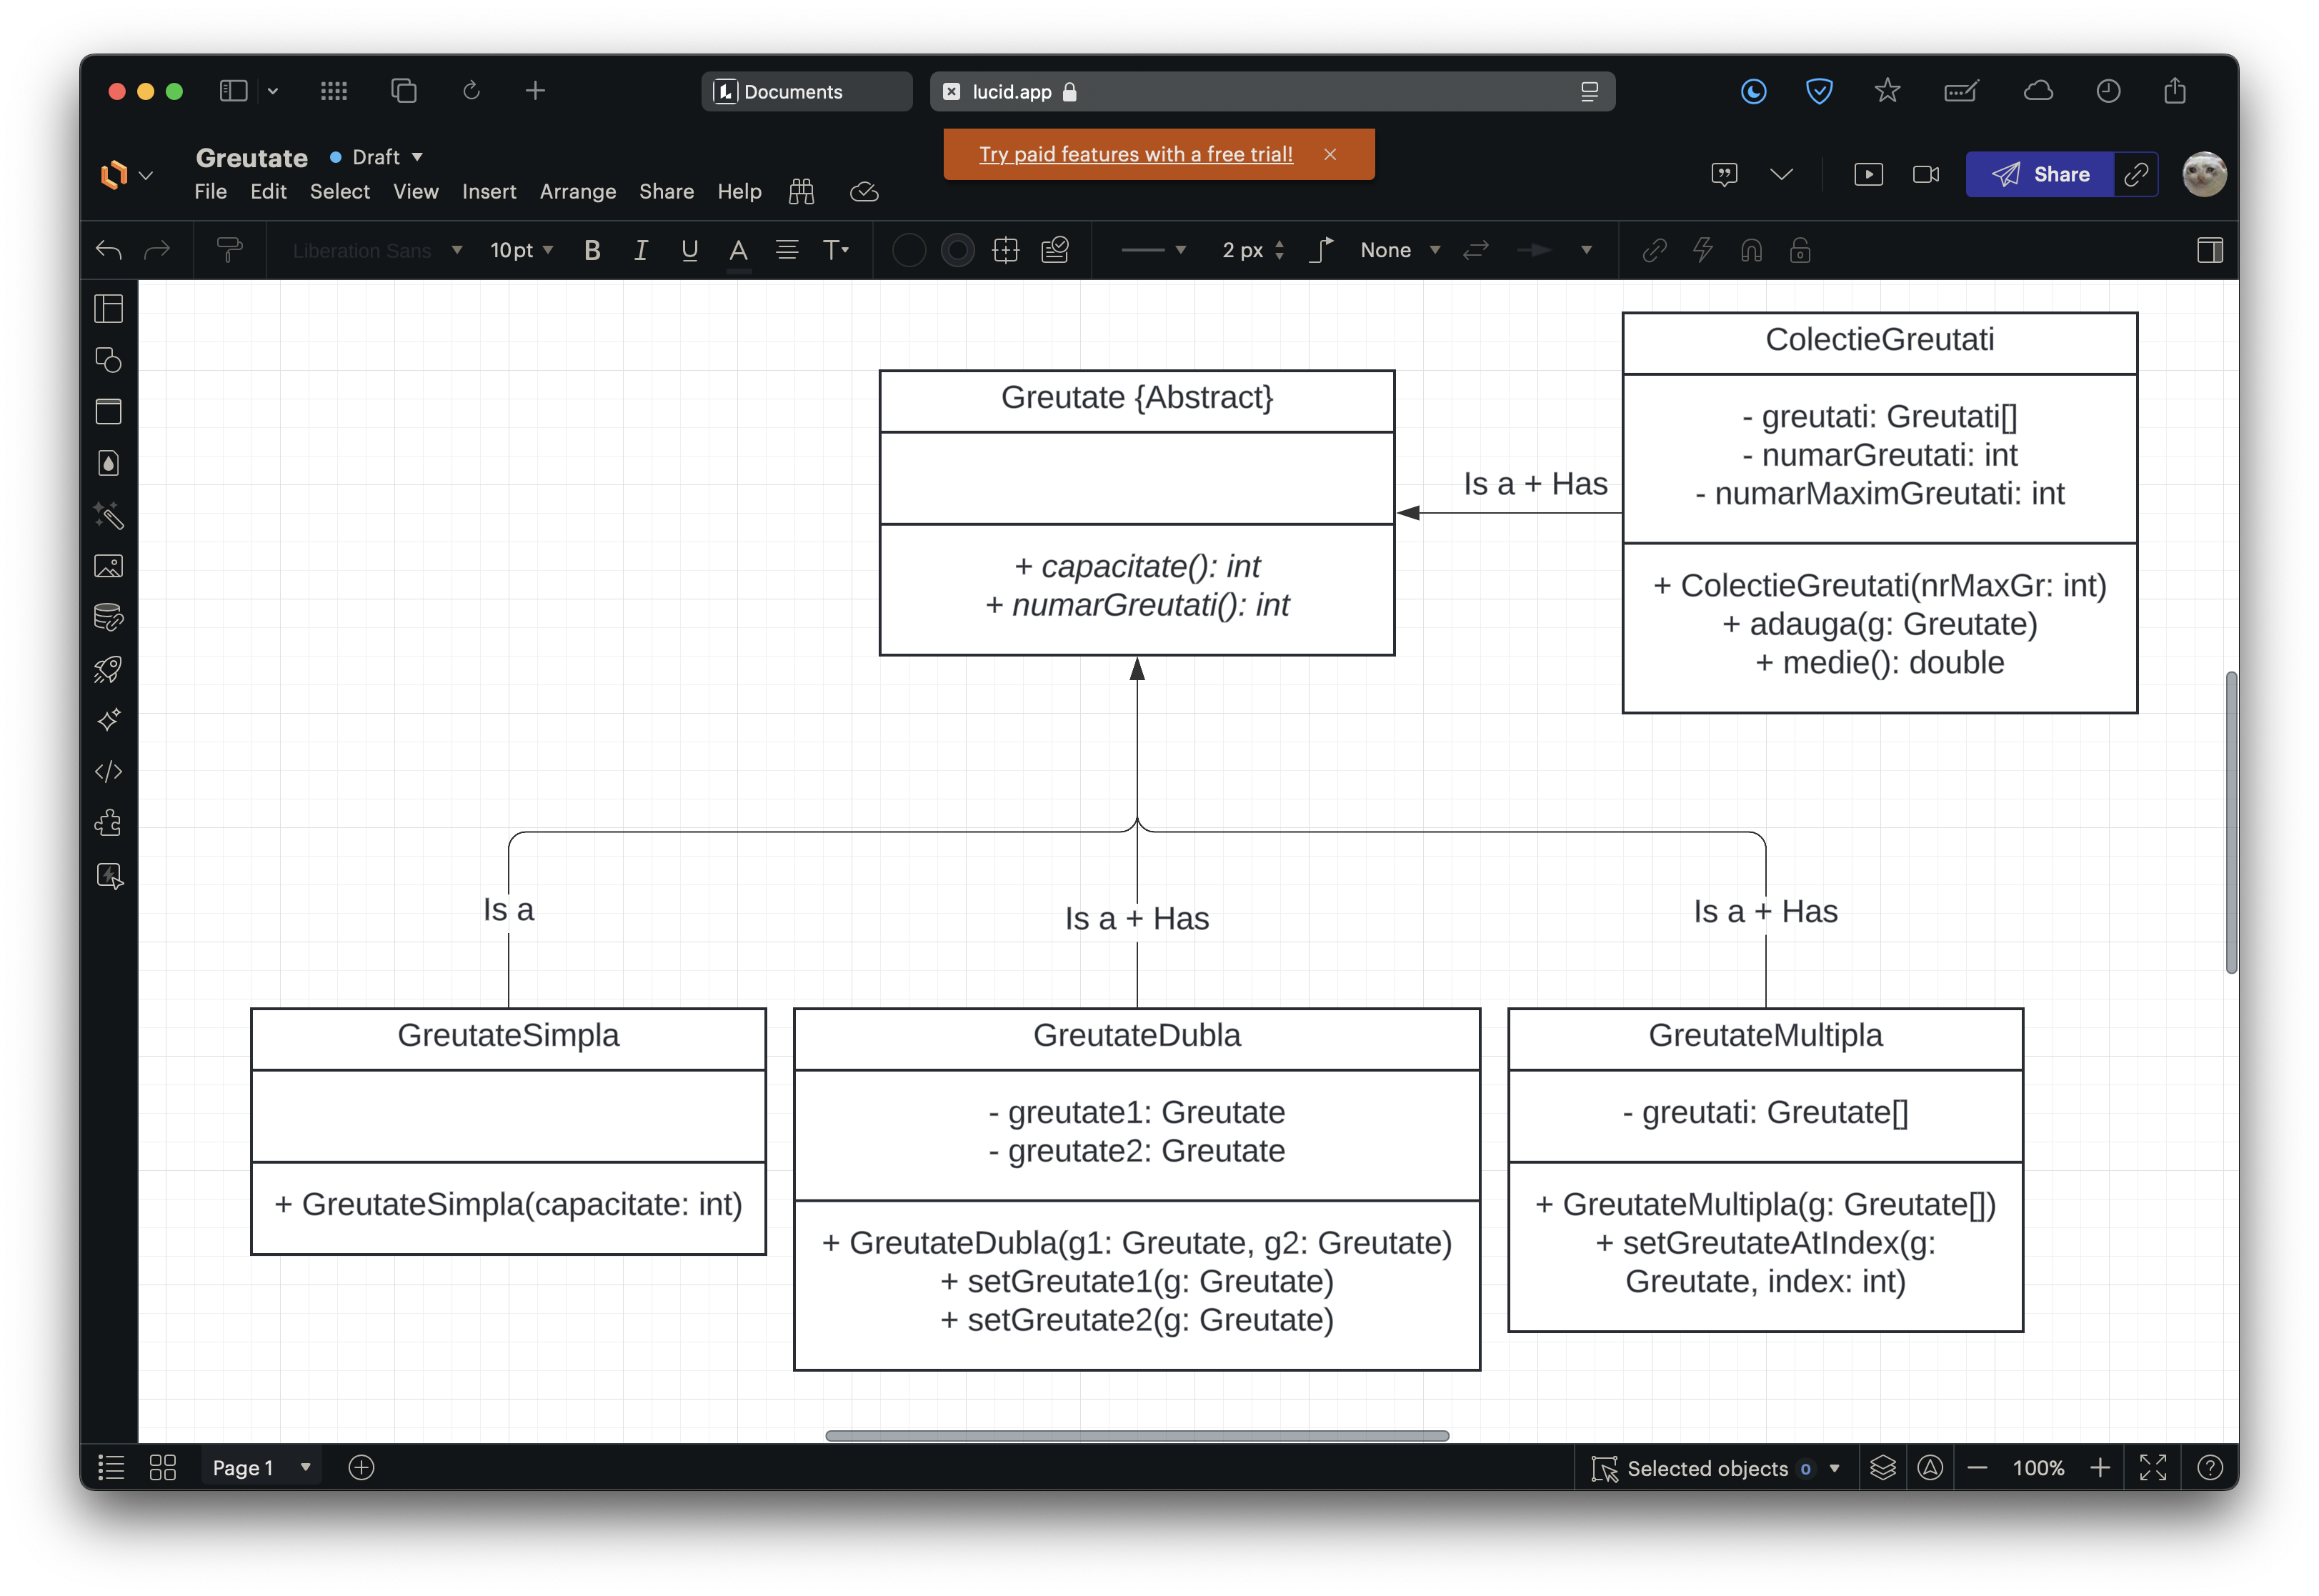 Documents
lucid.app
Greutate
Draft
Try paid features with a free trial!
File Edit Select View Insert Arrange Share Help
Share
Liberation Sans
10pt
B I U A T
2 px
None
ColectieGreutati
- greutati: Greutati[]
- numarGreutati: int
- numarMaximGreutati: int
+ ColectieGreutati(nrMaxGr: int)
+ adauga(g: Greutate)
+ medie(): double
Greutate {Abstract}
+ capacitate(): int
+ numarGreutati(): int
Is a + Has
Is a
Is a + Has
Is a + Has
GreutateSimpla
+ GreutateSimpla(capacitate: int)
GreutateDubla
- greutate1: Greutate
- greutate2: Greutate
+ GreutateDubla(g1: Greutate, g2: Greutate)
+ setGreutate1(g: Greutate)
+ setGreutate2(g: Greutate)
GreutateMultipla
- greutati: Greutate[]
+ GreutateMultipla(g: Greutate[])
+ setGreutateAtIndex(g:
Greutate, index: int)
Page 1
Selected objects 0
100%